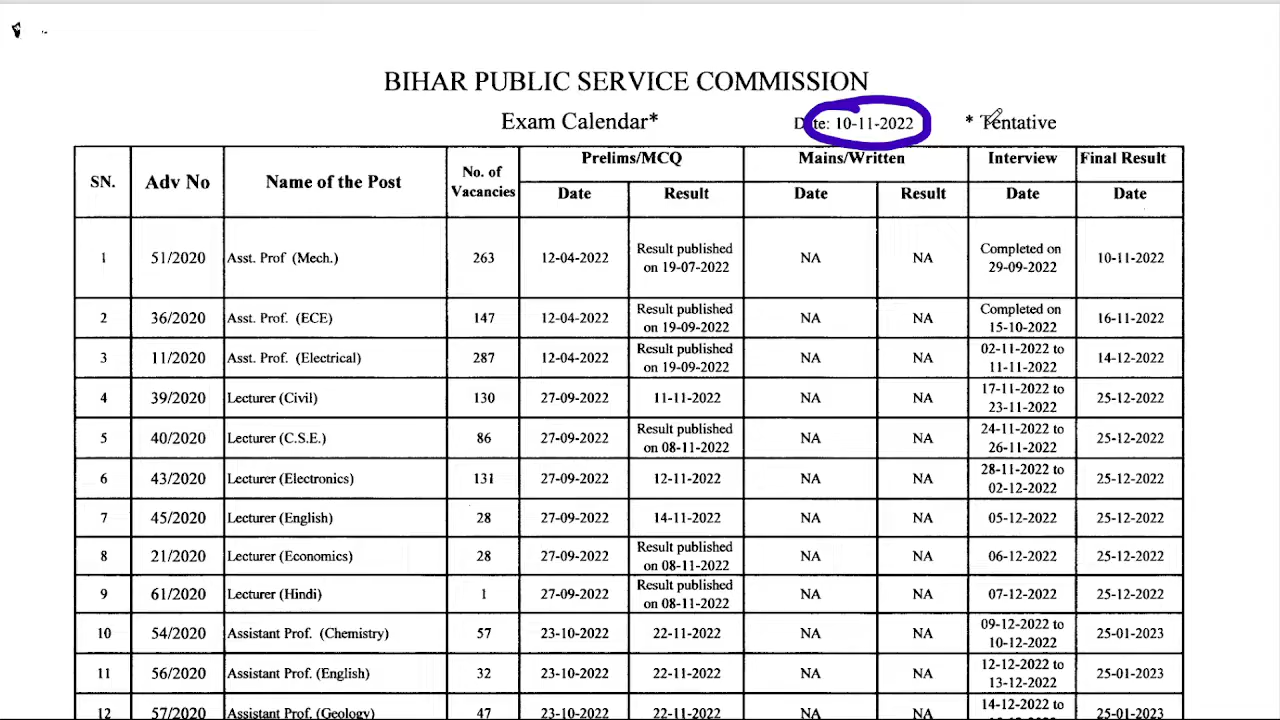 BIHAR PUBLIC SERVICE COMMISSION
Exam Calendar* Date: 10-11-2022 * Tentative
SN. Adv No Name of the Post No. of Vacancies Prelims/MCQ Mains/Written Interview Final Result
Date Result Date Result Date Date
1 51/2020 Asst. Prof (Mech.) 263 12-04-2022 Result published on 19-07-2022 NA NA Completed on 29-09-2022 10-11-2022
2 36/2020 Asst. Prof. (ECE) 147 12-04-2022 Result published on 19-09-2022 NA NA Completed on 15-10-2022 16-11-2022
3 11/2020 Asst. Prof. (Electrical) 287 12-04-2022 Result published on 19-09-2022 NA NA 02-11-2022 to 11-11-2022 14-12-2022
4 39/2020 Lecturer (Civil) 130 27-09-2022 11-11-2022 NA NA 17-11-2022 to 23-11-2022 25-12-2022
5 40/2020 Lecturer (C.S.E.) 86 27-09-2022 Result published on 08-11-2022 NA NA 24-11-2022 to 26-11-2022 25-12-2022
6 43/2020 Lecturer (Electronics) 131 27-09-2022 12-11-2022 NA NA 28-11-2022 to 02-12-2022 25-12-2022
7 45/2020 Lecturer (English) 28 27-09-2022 14-11-2022 NA NA 05-12-2022 25-12-2022
8 21/2020 Lecturer (Economics) 28 27-09-2022 Result published on 08-11-2022 NA NA 06-12-2022 25-12-2022
9 61/2020 Lecturer (Hindi) 1 27-09-2022 Result published on 08-11-2022 NA NA 07-12-2022 25-12-2022
10 54/2020 Assistant Prof. (Chemistry) 57 23-10-2022 22-11-2022 NA NA 09-12-2022 to 10-12-2022 25-01-2023
11 56/2020 Assistant Prof. (English) 32 23-10-2022 22-11-2022 NA NA 12-12-2022 to 13-12-2022 25-01-2023
12 57/2020 Assistant Prof. (Geology) 47 23-10-2022 22-11-2022 NA NA 14-12-2022 to 25-01-2023